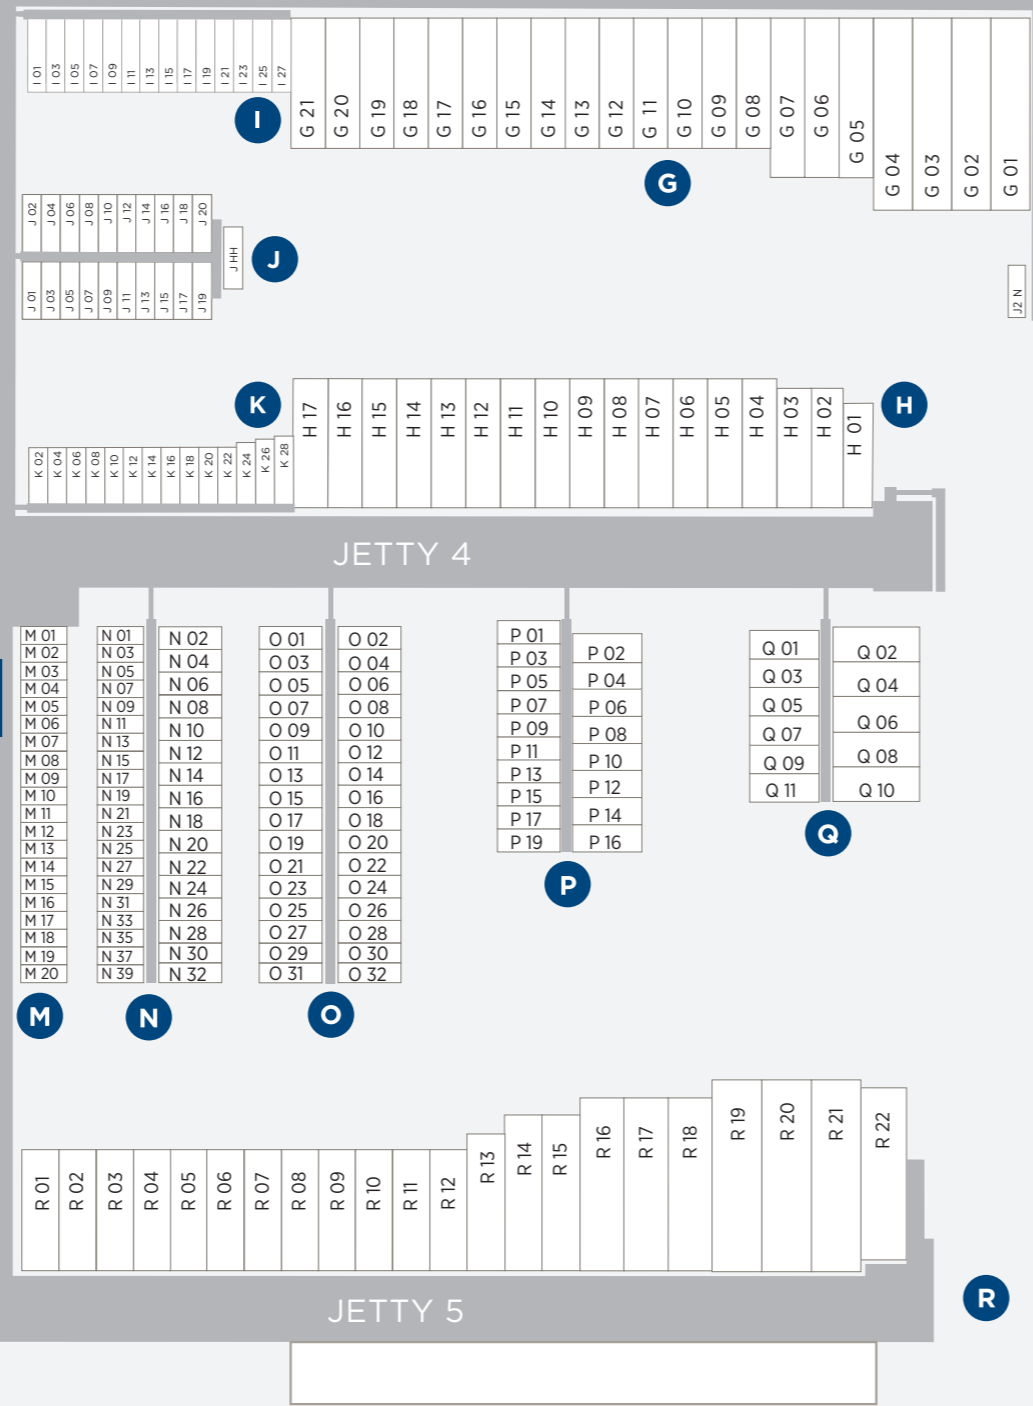 I 01 I 03 I 05 I 07 I 09 I 11 I 13 I 15 I 17 I 19 I 21 I 23 I 25 I 27
G 21 G 20 G 19 G 18 G 17 G 16 G 15 G 14 G 13 G 12 G 11 G 10 G 09 G 08 G 07 G 06 G 05 G 04 G 03 G 02 G 01
I
G
J 02 J 04 J 06 J 08 J 10 J 12 J 14 J 16 J 18 J 20
J HH
J
J 01 J 03 J 05 J 07 J 09 J 11 J 13 J 15 J 17 J 19
J2 N
K
H
H 17 H 16 H 15 H 14 H 13 H 12 H 11 H 10 H 09 H 08 H 07 H 06 H 05 H 04 H 03 H 02 H 01
K 02 K 04 K 06 K 08 K 10 K 12 K 14 K 16 K 18 K 20 K 22 K 24 K 26 K 28
JETTY 4
M 01
M 02
M 03
M 04
M 05
M 06
M 07
M 08
M 09
M 10
M 11
M 12
M 13
M 14
M 15
M 16
M 17
M 18
M 19
M 20
M
N 01
N 03
N 05
N 07
N 09
N 11
N 13
N 15
N 17
N 19
N 21
N 23
N 25
N 27
N 29
N 31
N 33
N 35
N 37
N 39
N 02
N 04
N 06
N 08
N 10
N 12
N 14
N 16
N 18
N 20
N 22
N 24
N 26
N 28
N 30
N 32
N
O 01
O 03
O 05
O 07
O 09
O 11
O 13
O 15
O 17
O 19
O 21
O 23
O 25
O 27
O 29
O 31
O 02
O 04
O 06
O 08
O 10
O 12
O 14
O 16
O 18
O 20
O 22
O 24
O 26
O 28
O 30
O 32
O
P 01
P 03
P 05
P 07
P 09
P 11
P 13
P 15
P 17
P 19
P 02
P 04
P 06
P 08
P 10
P 12
P 14
P 16
P
Q 01
Q 03
Q 05
Q 07
Q 09
Q 11
Q 02
Q 04
Q 06
Q 08
Q 10
Q
R 01 R 02 R 03 R 04 R 05 R 06 R 07 R 08 R 09 R 10 R 11 R 12 R 13 R 14 R 15 R 16 R 17 R 18 R 19 R 20 R 21 R 22
R
JETTY 5